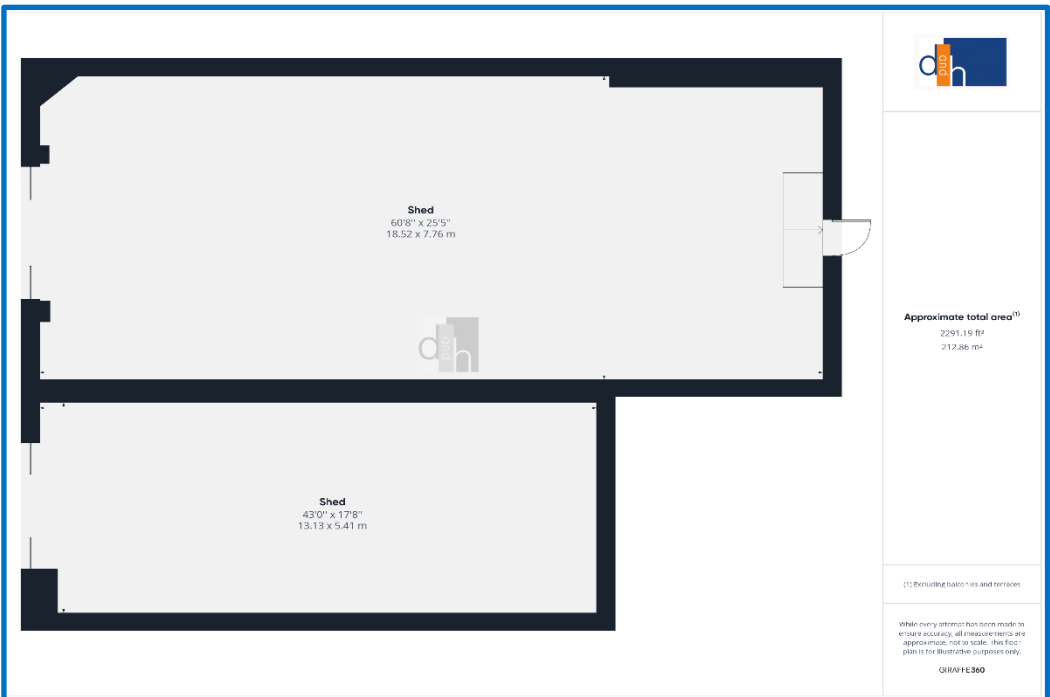 d and h
Shed
60'8" x 25'5"
18.52 x 7.76 m
d and h
Shed
43'0" x 17'8"
13.13 x 5.41 m
Approximate total area(1)
2291.19 ft²
212.86 m²
(1) Excluding balconies and terraces
While every attempt has been made to
ensure accuracy, all measurements are
approximate, not to scale. This floor
plan is for illustrative purposes only.
GIRAFFE360